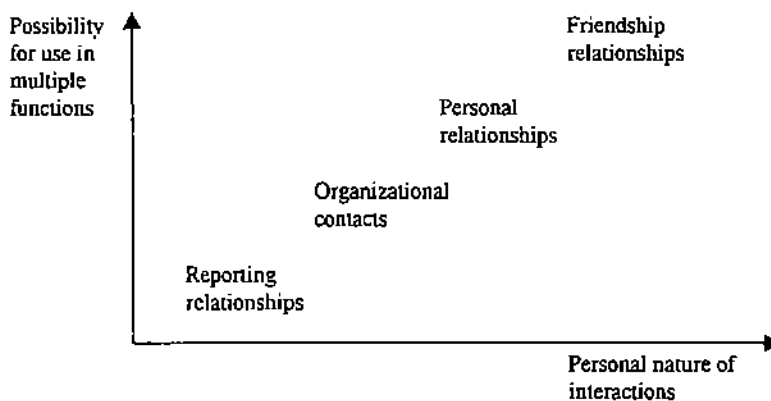 Possibility
for use in
multiple
functions
Friendship
relationships
Personal
relationships
Organizational
contacts
Reporting
relationships
Personal nature of
interactions